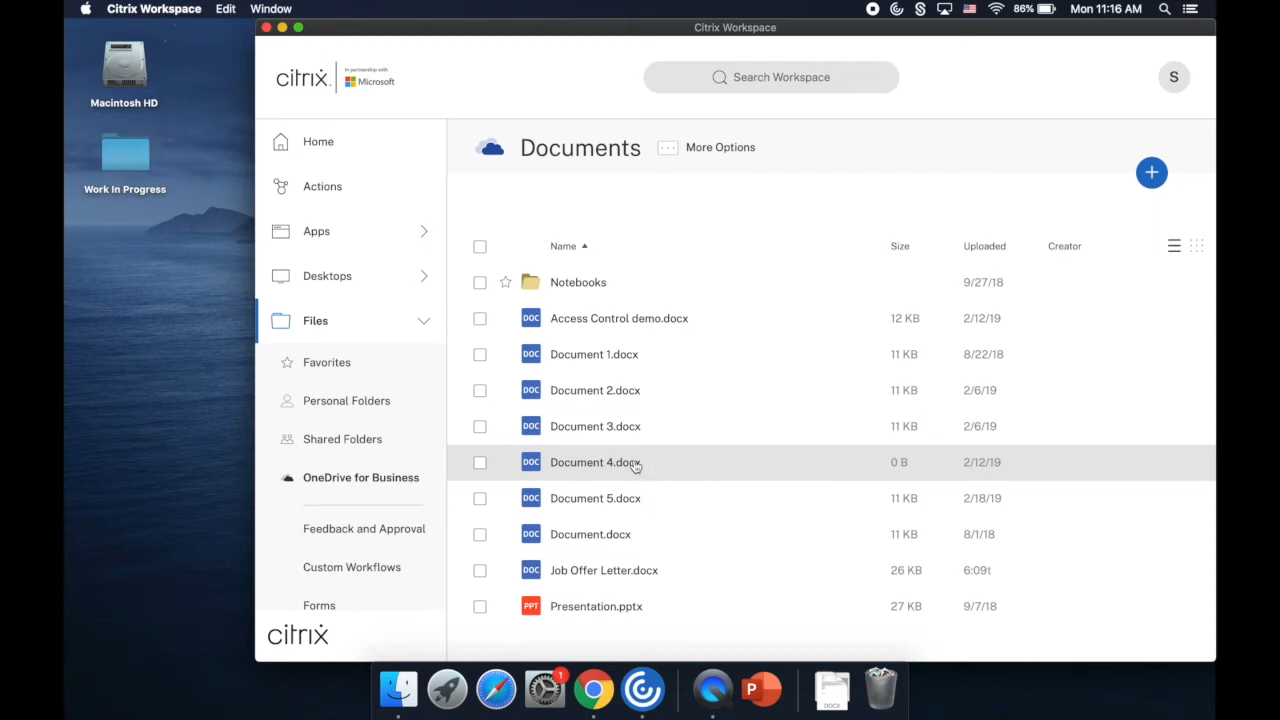 Citrix Workspace Edit Window
86% Mon 11:16 AM
Citrix Workspace
Macintosh HD
Work In Progress
citrix.
In partnership with
Microsoft
Search Workspace
S
Home
Actions
Apps
Desktops
Files
Favorites
Personal Folders
Shared Folders
OneDrive for Business
Feedback and Approval
Custom Workflows
Forms
citrix
Documents
More Options
Name Size Uploaded Creator
Notebooks 9/27/18
DOC Access Control demo.docx 12 KB 2/12/19
DOC Document 1.docx 11 KB 8/22/18
DOC Document 2.docx 11 KB 2/6/19
DOC Document 3.docx 11 KB 2/6/19
DOC Document 4.docx 0 B 2/12/19
DOC Document 5.docx 11 KB 2/18/19
DOC Document.docx 11 KB 8/1/18
DOC Job Offer Letter.docx 26 KB 6:09t
PPT Presentation.pptx 27 KB 9/7/18
1
P
DOCX